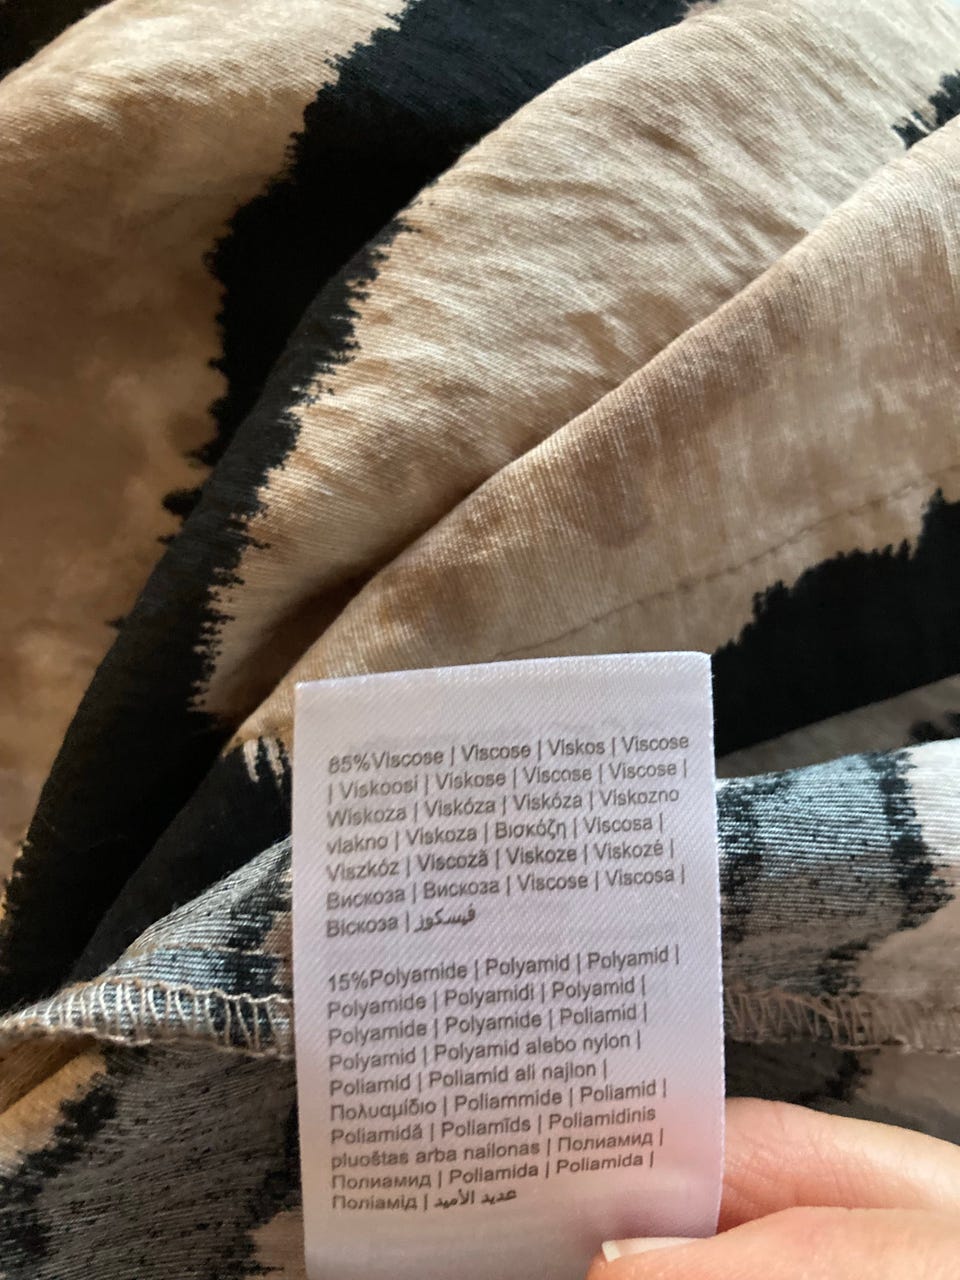 85%Viscose | Viscose | Viskos | Viscose
| Viskoosi | Viskose | Viscose | Viscose |
Wiskoza | Viskóza | Viskóza | Viskozno
vlakno | Viskoza | Βισκόζη | Viscosa |
Viszkóz | Viscoză | Viskoze | Viskozė |
Вискоза | Вискоза | Viscose | Viscosa |
Віскоза | فيسكوز
15%Polyamide | Polyamid | Polyamid |
Polyamide | Polyamidi | Polyamid |
Polyamide | Polyamide | Poliamid |
Polyamid | Polyamid alebo nylon |
Poliamid | Poliamid ali najlon |
Πολυαμίδιο | Poliammide | Poliamid |
Poliamidă | Poliamīds | Poliamidinis
pluoštas arba nailonas | Полиамид |
Полиамид | Poliamida | Poliamida |
Поліамід | عديد الأميد